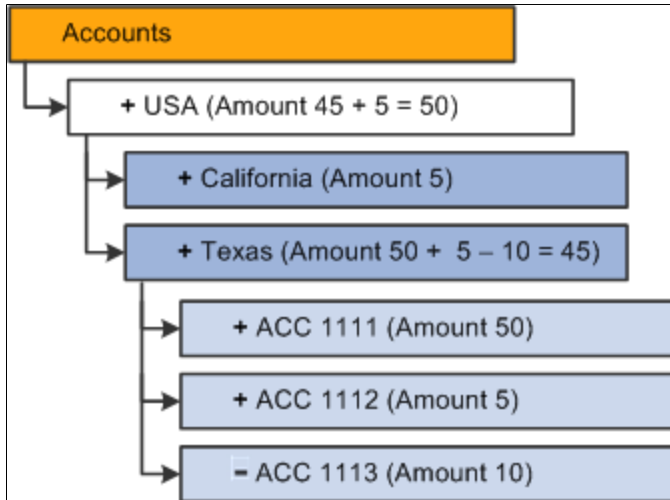 Accounts
+ USA (Amount 45 + 5 = 50)
+ California (Amount 5)
+ Texas (Amount 50 + 5 – 10 = 45)
+ ACC 1111 (Amount 50)
+ ACC 1112 (Amount 5)
– ACC 1113 (Amount 10)